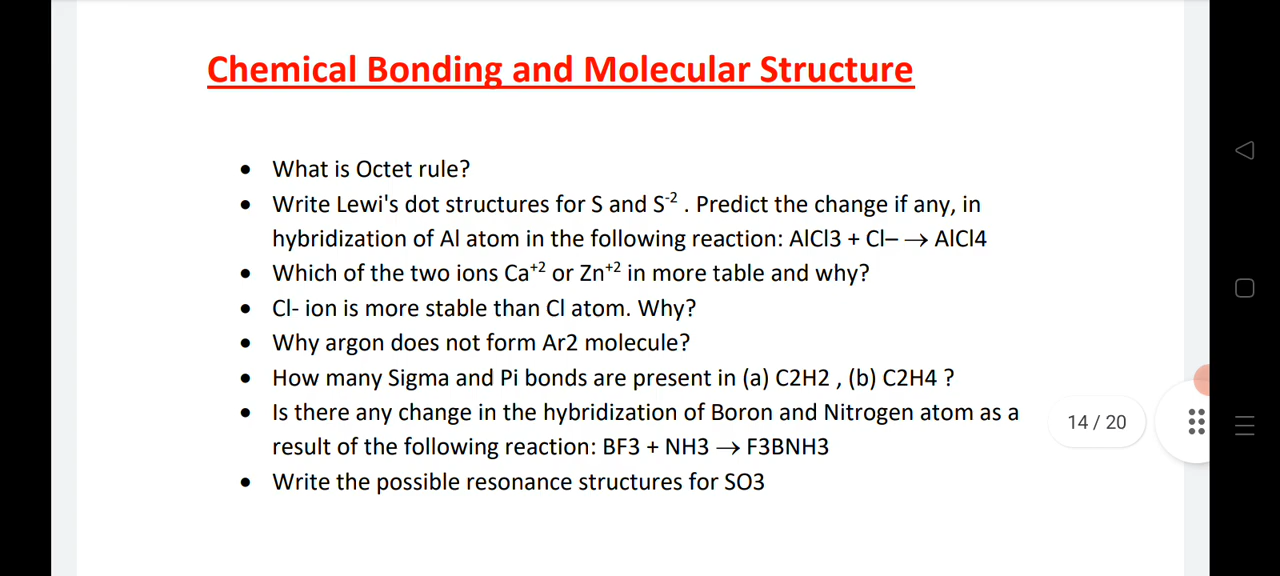 Chemical Bonding and Molecular Structure
• What is Octet rule?
• Write Lewi's dot structures for S and S⁻² . Predict the change if any, in
hybridization of Al atom in the following reaction: AlCl3 + Cl– → AlCl4
• Which of the two ions Ca⁺² or Zn⁺² in more table and why?
• Cl- ion is more stable than Cl atom. Why?
• Why argon does not form Ar2 molecule?
• How many Sigma and Pi bonds are present in (a) C2H2 , (b) C2H4 ?
• Is there any change in the hybridization of Boron and Nitrogen atom as a
result of the following reaction: BF3 + NH3 → F3BNH3
• Write the possible resonance structures for SO3
14 / 20